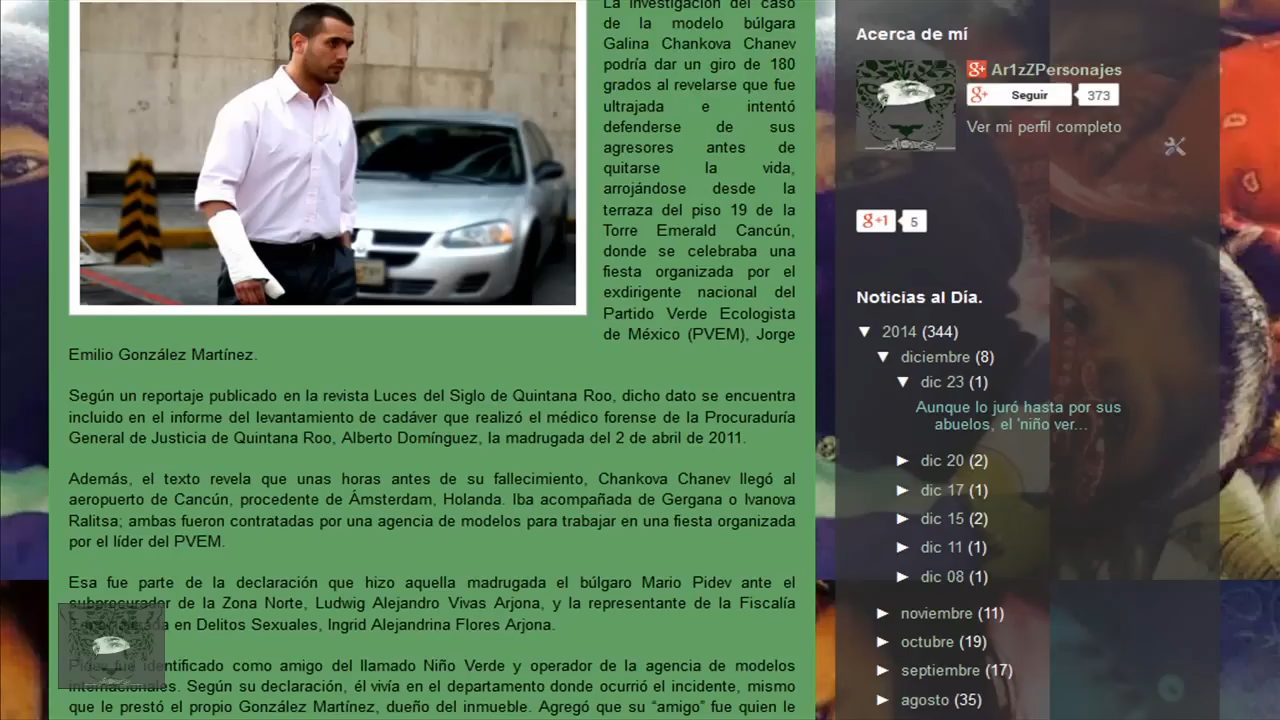 La investigación del caso
de la modelo búlgara
Galina Chankova Chanev
podría dar un giro de 180
grados al revelarse que fue
ultrajada e intentó
defenderse de sus
agresores antes de
quitarse la vida,
arrojándose desde la
terraza del piso 19 de la
Torre Emerald Cancún,
donde se celebraba una
fiesta organizada por el
exdirigente nacional del
Partido Verde Ecologista
de México (PVEM), Jorge
Emilio González Martínez.
Según un reportaje publicado en la revista Luces del Siglo de Quintana Roo, dicho dato se encuentra
incluido en el informe del levantamiento de cadáver que realizó el médico forense de la Procuraduría
General de Justicia de Quintana Roo, Alberto Domínguez, la madrugada del 2 de abril de 2011.
Además, el texto revela que unas horas antes de su fallecimiento, Chankova Chanev llegó al
aeropuerto de Cancún, procedente de Ámsterdam, Holanda. Iba acompañada de Gergana o Ivanova
Ralitsa; ambas fueron contratadas por una agencia de modelos para trabajar en una fiesta organizada
por el líder del PVEM.
Esa fue parte de la declaración que hizo aquella madrugada el búlgaro Mario Pidev ante el
subprocurador de la Zona Norte, Ludwig Alejandro Vivas Arjona, y la representante de la Fiscalía
en Delitos Sexuales, Ingrid Alejandrina Flores Arjona.
Pidev fue identificado como amigo del llamado Niño Verde y operador de la agencia de modelos
internacionales. Según su declaración, él vivía en el departamento donde ocurrió el incidente, mismo
que le prestó el propio González Martínez, dueño del inmueble. Agregó que su “amigo” fue quien le
Acerca de mí
g+ Ar1zZPersonajes
g+ Seguir 373
Ver mi perfil completo
g+1 5
Noticias al Día.
▼ 2014 (344)
▼ diciembre (8)
▼ dic 23 (1)
Aunque lo juró hasta por sus
abuelos, el 'niño ver...
► dic 20 (2)
► dic 17 (1)
► dic 15 (2)
► dic 11 (1)
► dic 08 (1)
► noviembre (11)
► octubre (19)
► septiembre (17)
► agosto (35)